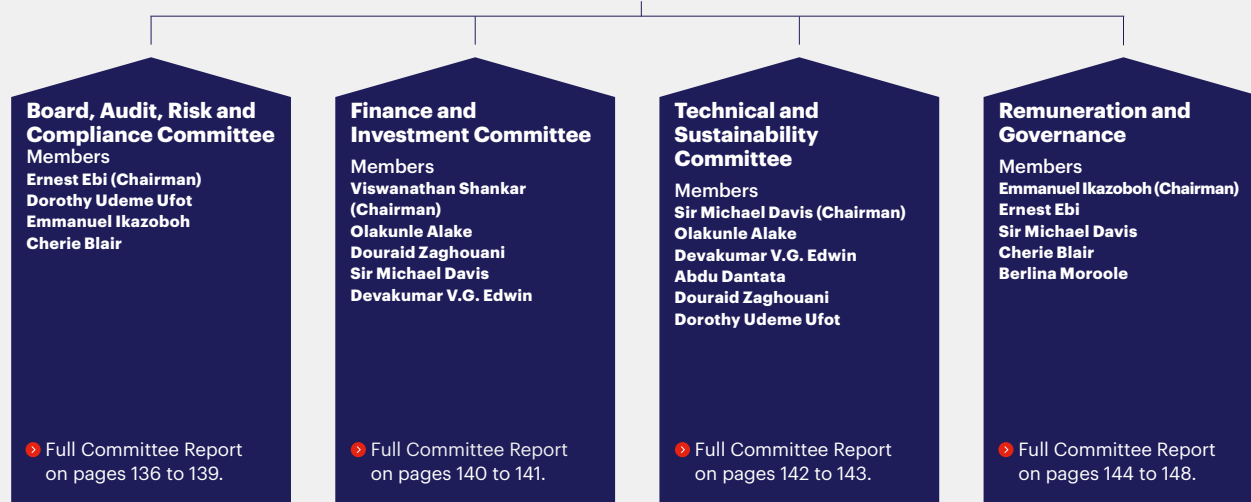 Board, Audit, Risk and
Compliance Committee
Members
Ernest Ebi (Chairman)
Dorothy Udeme Ufot
Emmanuel Ikazoboh
Cherie Blair
Full Committee Report
on pages 136 to 139.
Finance and
Investment Committee
Members
Viswanathan Shankar
(Chairman)
Olakunle Alake
Douraid Zaghouani
Sir Michael Davis
Devakumar V.G. Edwin
Full Committee Report
on pages 140 to 141.
Technical and
Sustainability
Committee
Members
Sir Michael Davis (Chairman)
Olakunle Alake
Devakumar V.G. Edwin
Abdu Dantata
Douraid Zaghouani
Dorothy Udeme Ufot
Full Committee Report
on pages 142 to 143.
Remuneration and
Governance
Members
Emmanuel Ikazoboh (Chairman)
Ernest Ebi
Sir Michael Davis
Cherie Blair
Berlina Moroole
Full Committee Report
on pages 144 to 148.